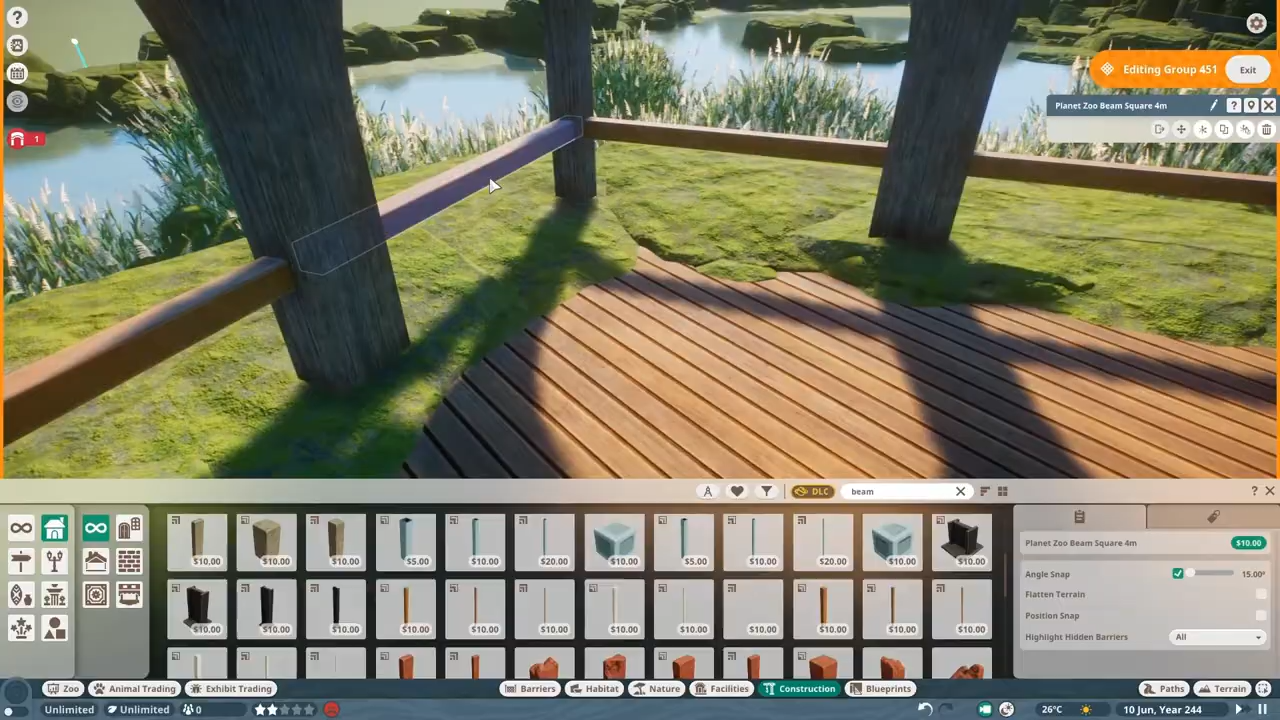 ?
Editing Group 451
Exit
Planet Zoo Beam Square 4m
?
1
DLC
beam
?
$10.00 $10.00 $10.00 $5.00 $10.00 $20.00 $10.00 $5.00 $10.00 $20.00 $10.00 $10.00
$10.00 $10.00 $10.00 $10.00 $10.00 $10.00 $10.00 $10.00 $10.00 $10.00 $10.00 $10.00
Planet Zoo Beam Square 4m
$10.00
Angle Snap
15.00°
Flatten Terrain
Position Snap
Highlight Hidden Barriers
All
Zoo
Animal Trading
Exhibit Trading
Barriers
Habitat
Nature
Facilities
Construction
Blueprints
Paths
Terrain
Unlimited
Unlimited
0
26°C
10 Jun, Year 244